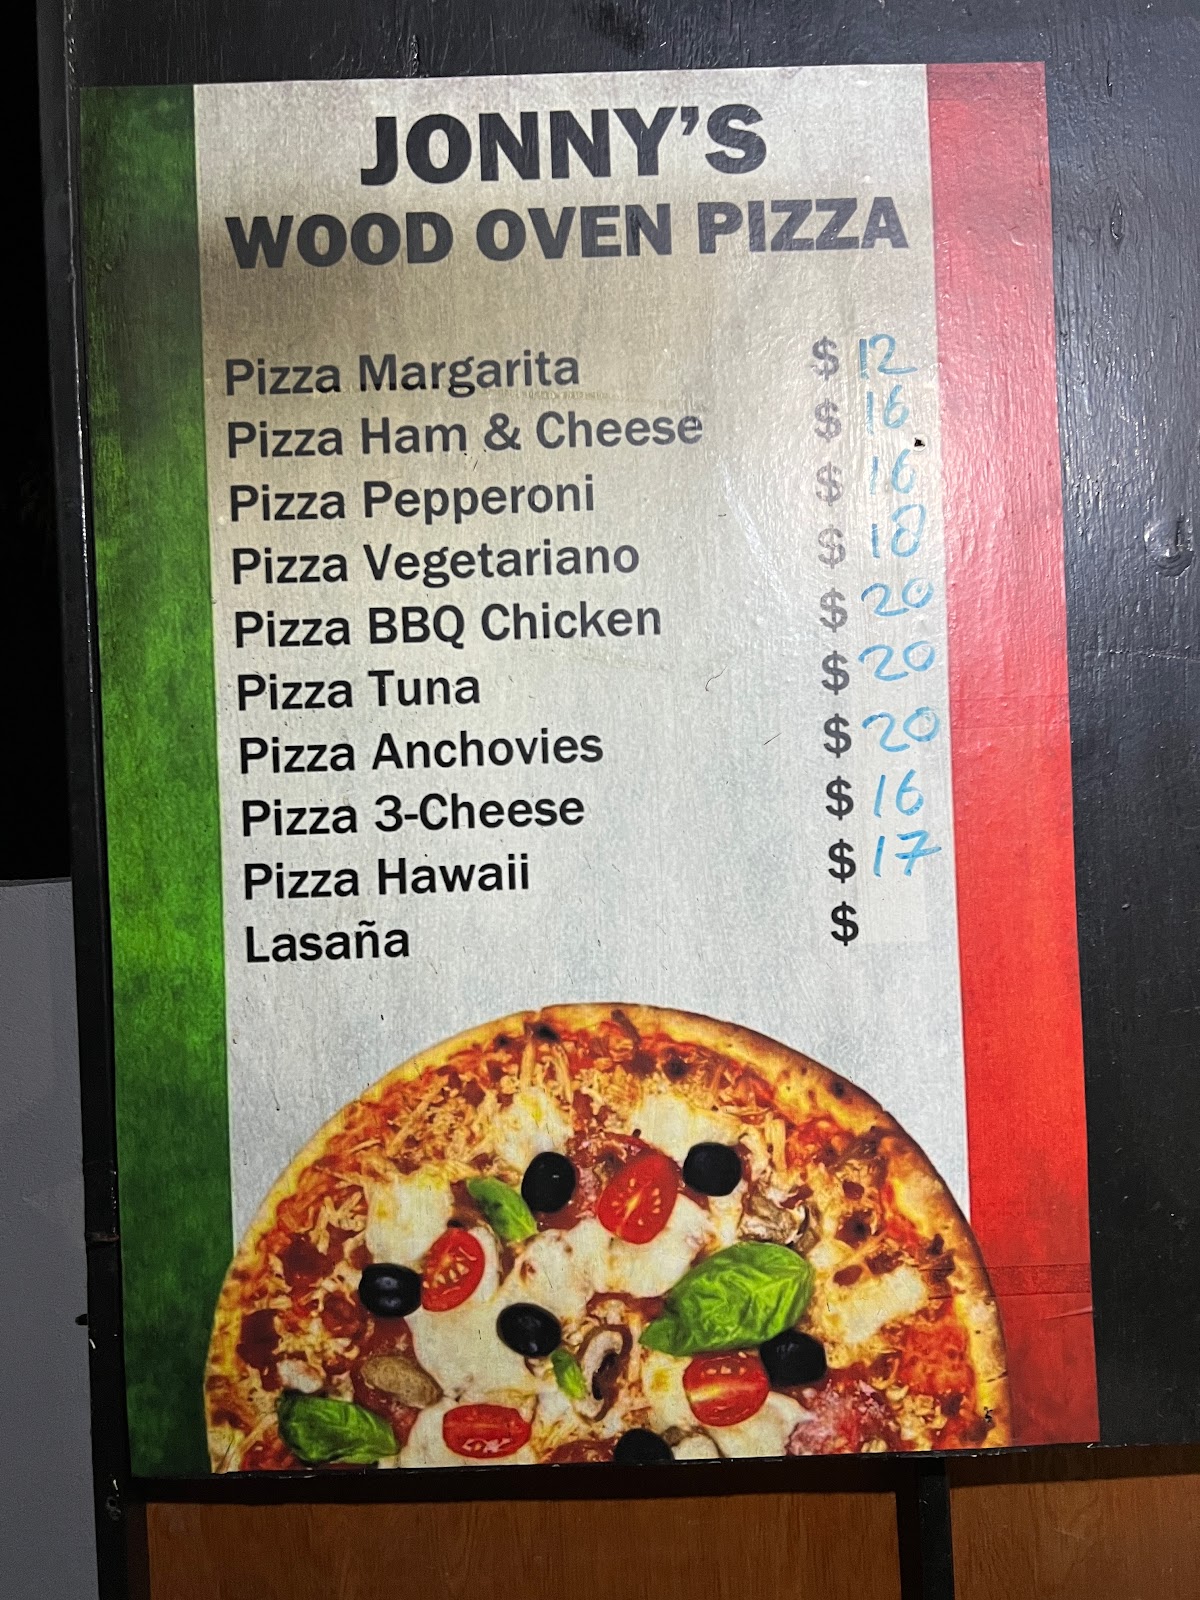 JONNY'S
WOOD OVEN PIZZA
Pizza Margarita $ 12
Pizza Ham & Cheese $ 16
Pizza Pepperoni $ 16
Pizza Vegetariano $ 18
Pizza BBQ Chicken $ 20
Pizza Tuna $ 20
Pizza Anchovies $ 20
Pizza 3-Cheese $ 16
Pizza Hawaii $ 17
Lasaña $